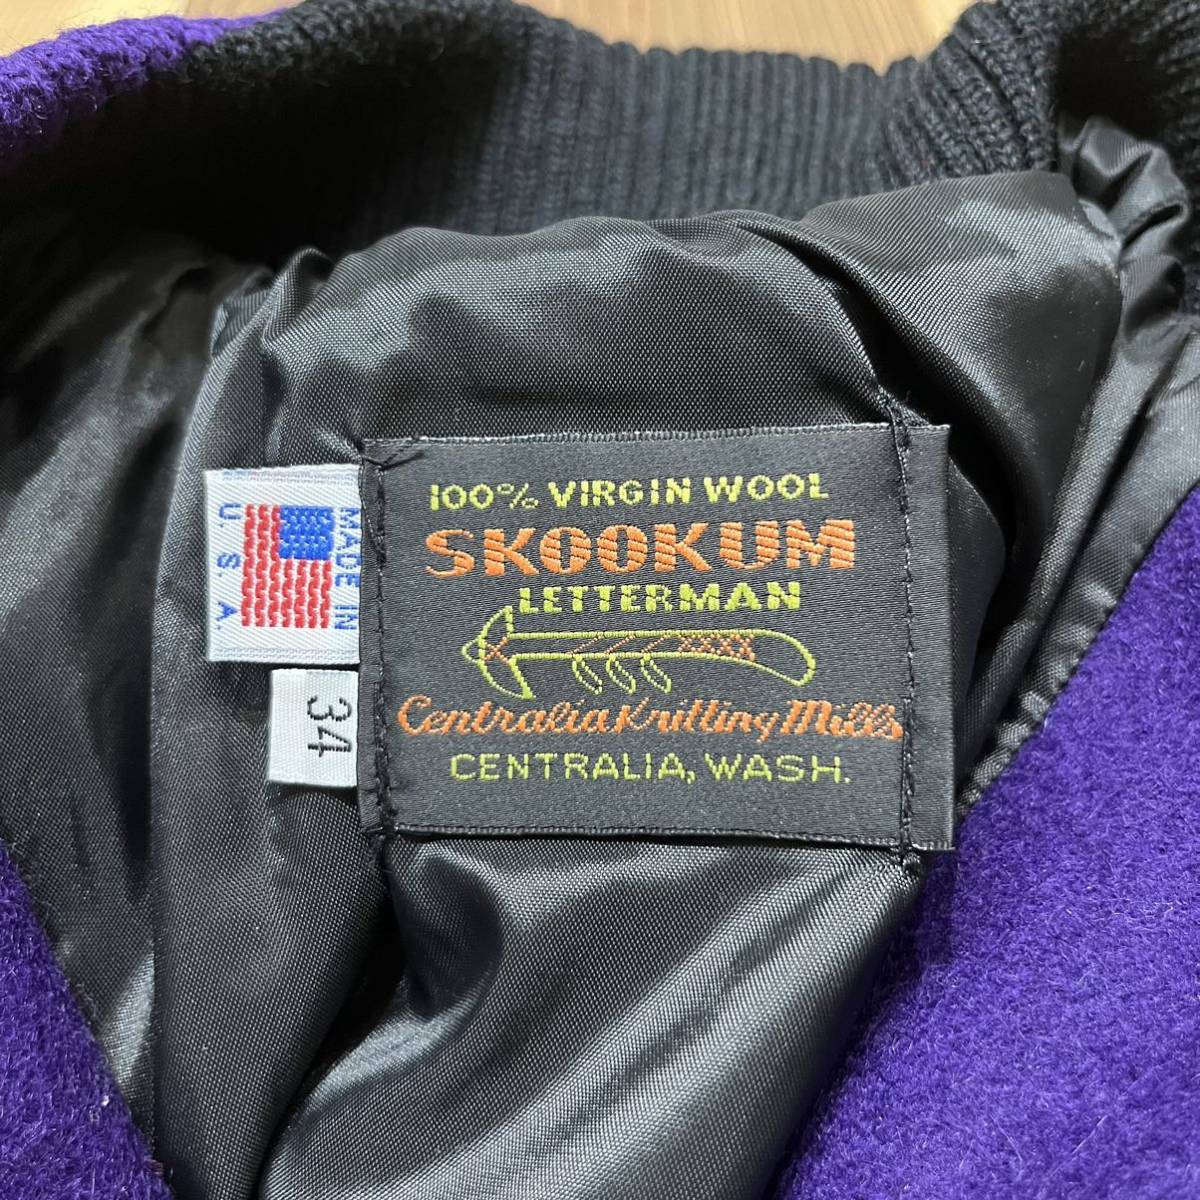 100% VIRGIN WOOL
SKOOKUM
LETTERMAN
Centralia Knitting Mills
CENTRALIA, WASH.
MADE IN
U.S.A.
34